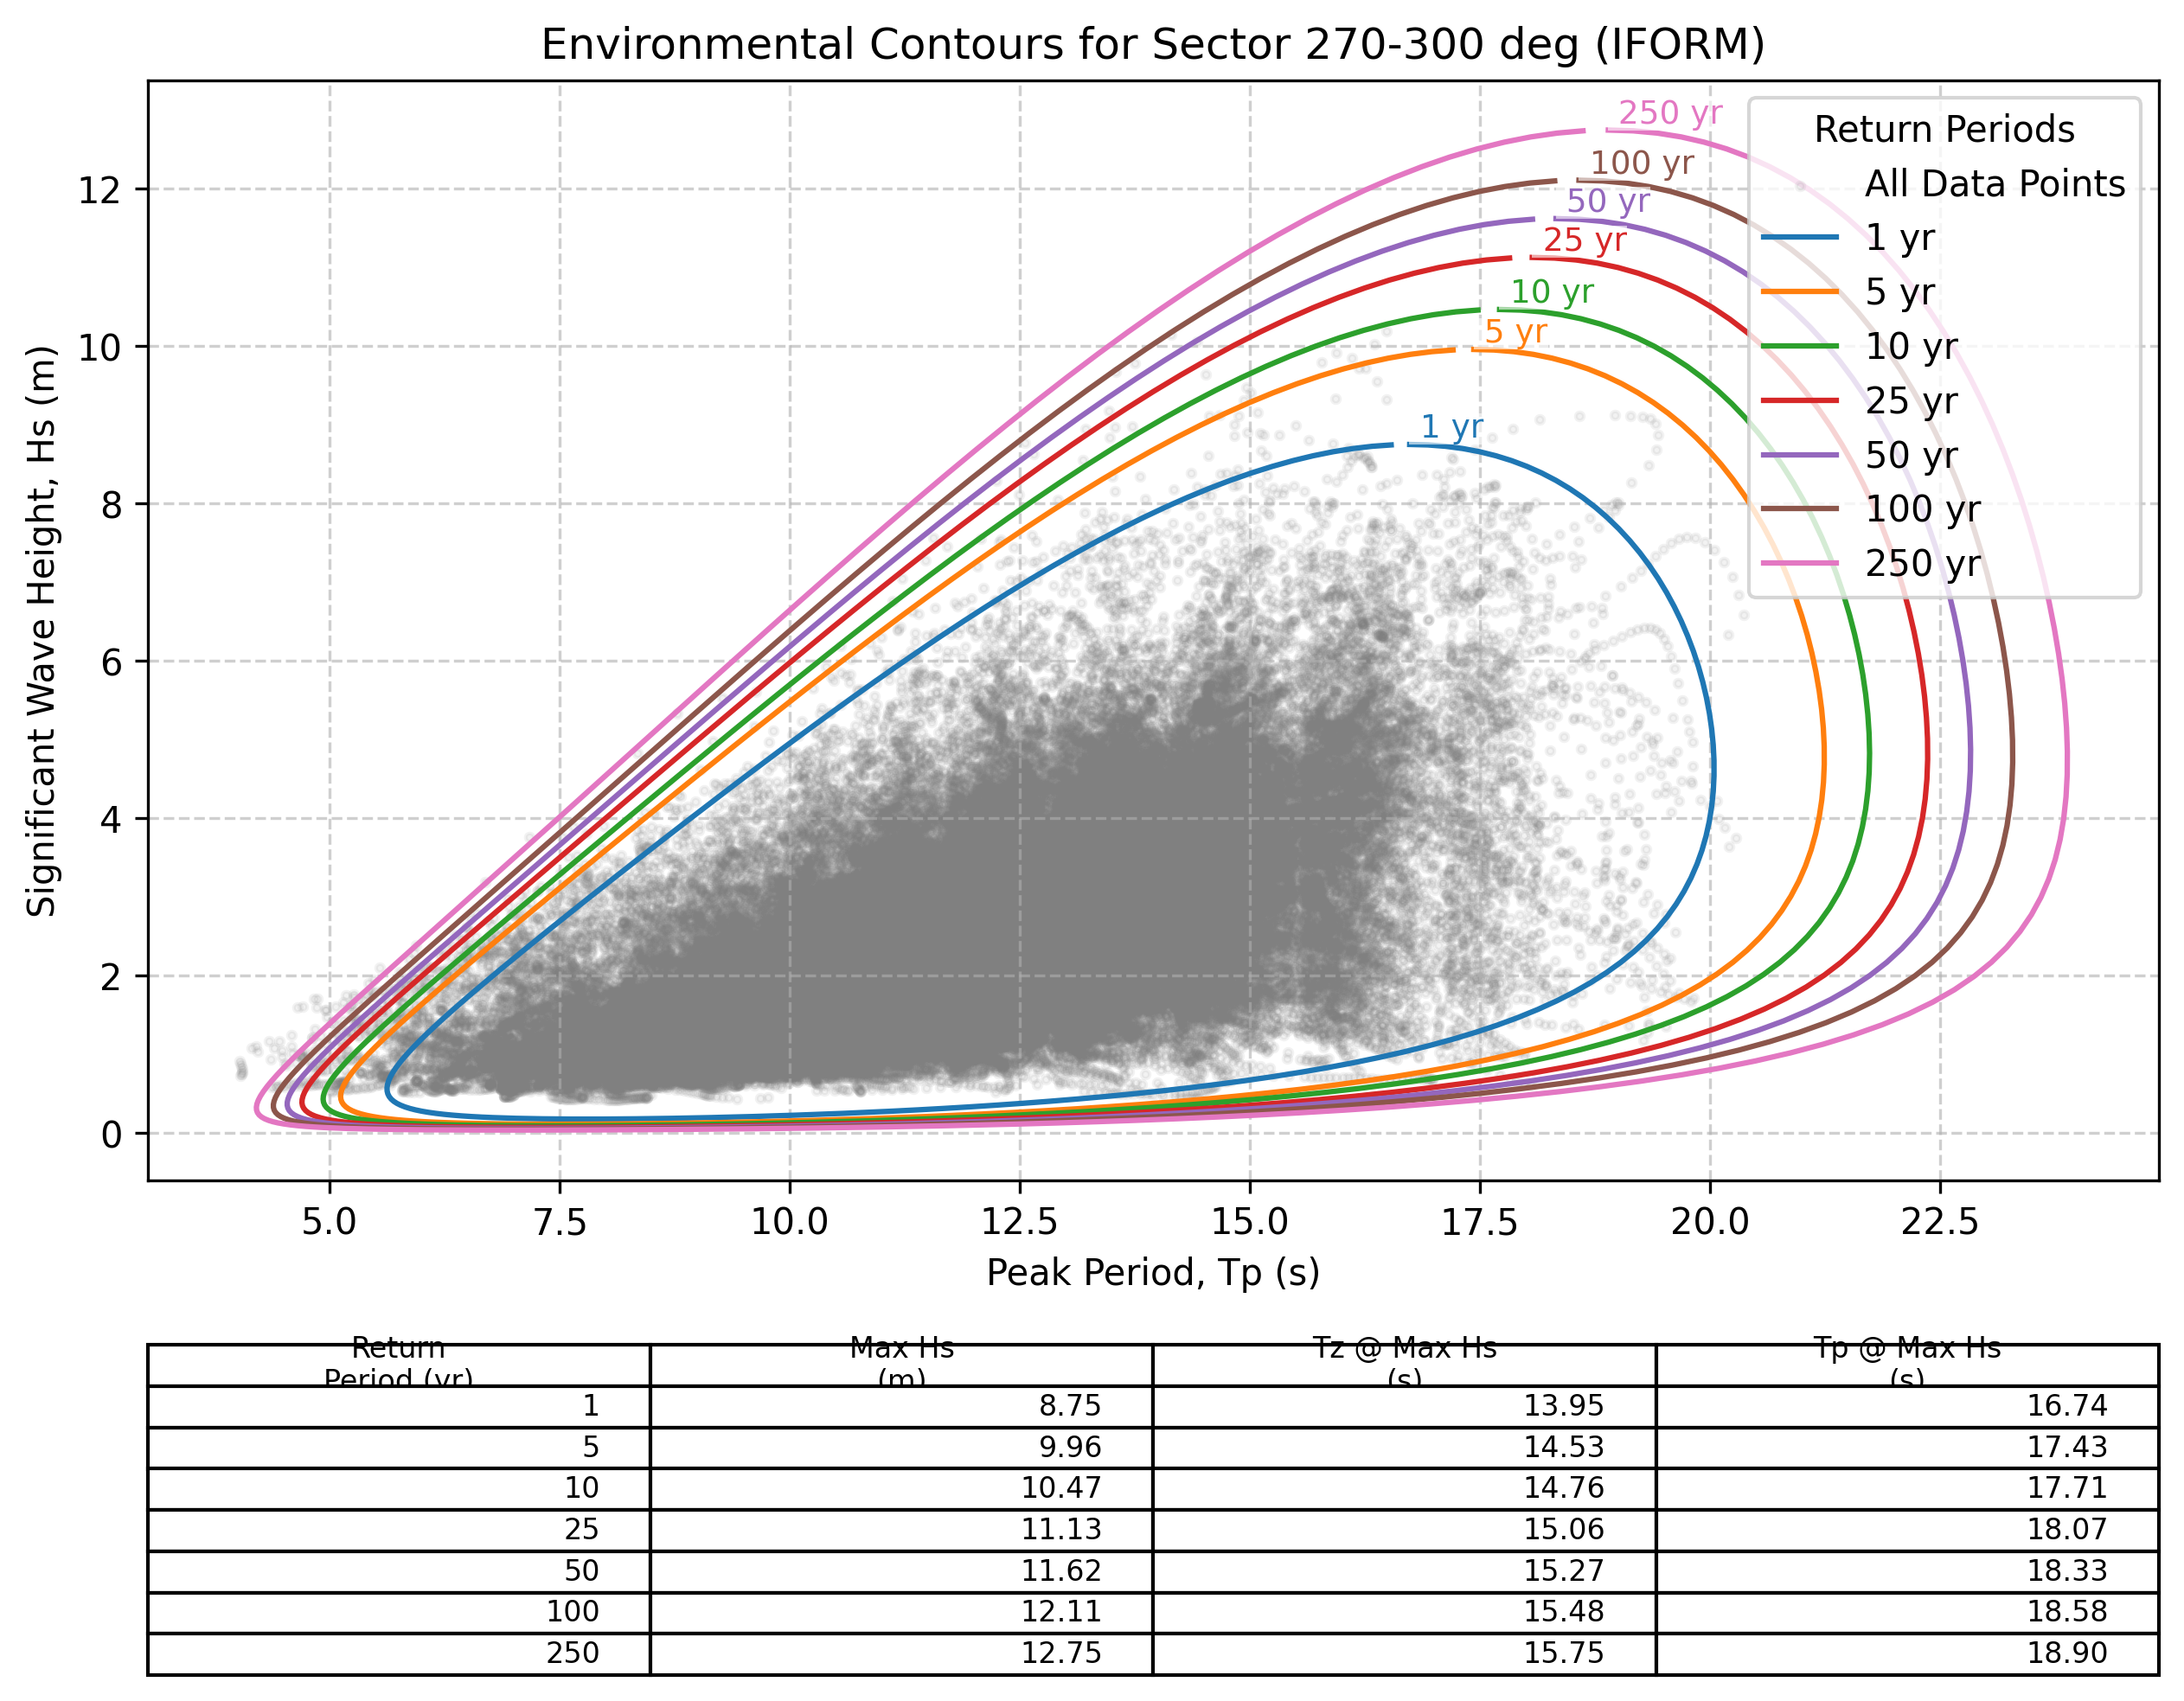 Environmental Contours for Sector 270-300 deg (IFORM)
Significant Wave Height, Hs (m)
12
10
8
6
4
2
0
250 yr
100 yr
50 yr
25 yr
10 yr
5 yr
1 yr
Return Periods
All Data Points
1 yr
5 yr
10 yr
25 yr
50 yr
100 yr
250 yr
5.0 7.5 10.0 12.5 15.0 17.5 20.0 22.5
Peak Period, Tp (s)
Return Max Hs Tz @ Max Hs Tp @ Max Hs
Period (yr) (m) (s) (s)
1 8.75 13.95 16.74
5 9.96 14.53 17.43
10 10.47 14.76 17.71
25 11.13 15.06 18.07
50 11.62 15.27 18.33
100 12.11 15.48 18.58
250 12.75 15.75 18.90